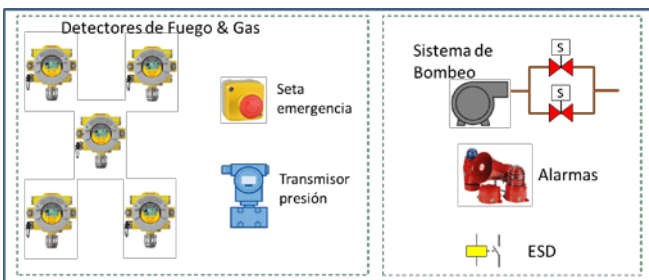 Detectores de Fuego & Gas
Seta
emergencia
Transmisor
presión
Sistema de
Bombeo
S
S
Alarmas
ESD